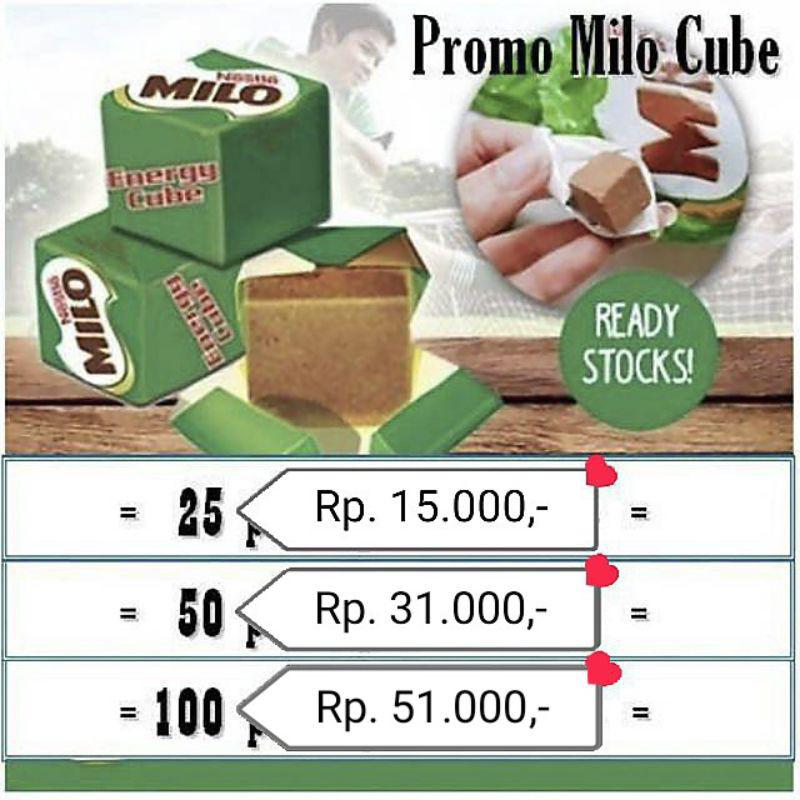 Promo Milo Cube
Nestlé
MILO
Energy
Cube
Nestlé
MILO
Energy
Cube
READY
STOCKS!
= 25 Rp. 15.000,- =
= 50 Rp. 31.000,- =
= 100 Rp. 51.000,- =